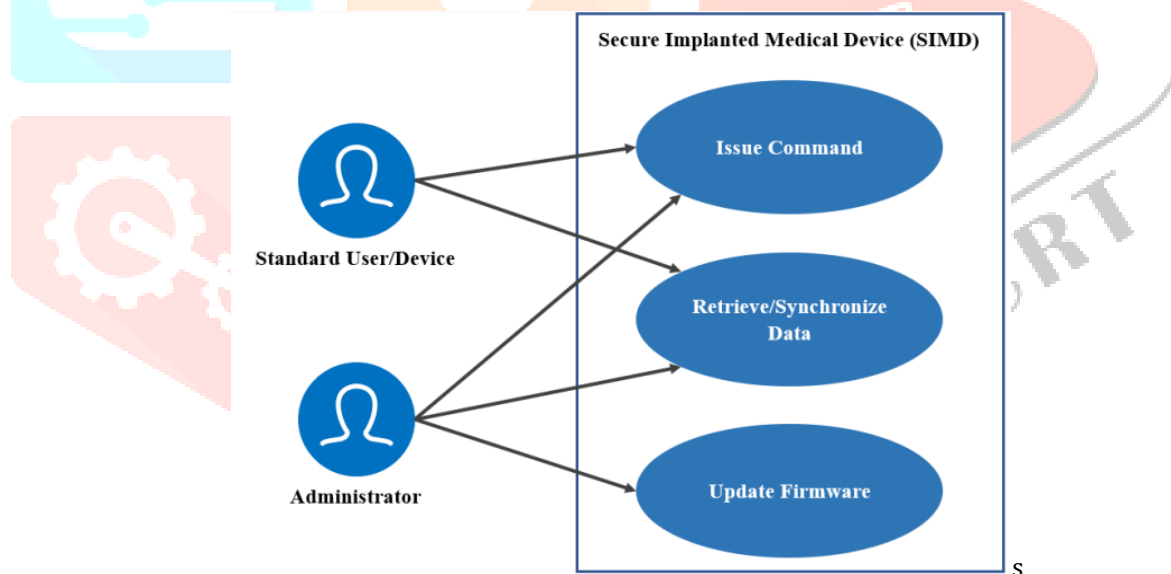 Secure Implanted Medical Device (SIMD)
Issue Command
Standard User/Device
Retrieve/Synchronize
Data
Administrator
Update Firmware
s